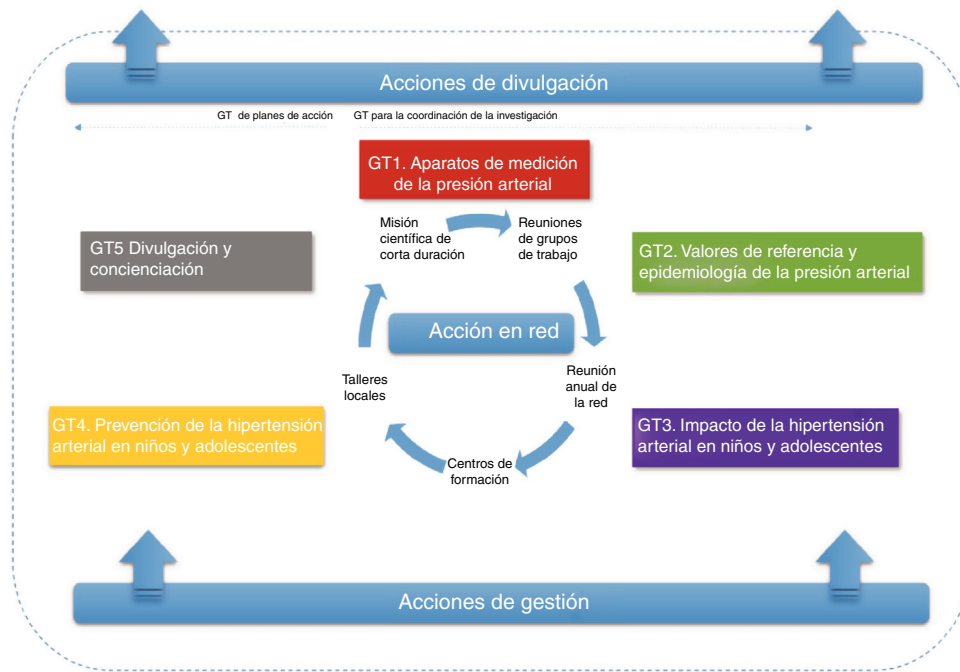 Acciones de divulgación
GT de planes de acción
GT para la coordinación de la investigación
GT1. Aparatos de medición
de la presión arterial
Misión
científica de
corta duración
Reuniones
de grupos
de trabajo
GT5 Divulgación y
concienciación
GT2. Valores de referencia y
epidemiología de la presión arterial
Acción en red
Talleres
locales
Reunión
anual de
la red
GT4. Prevención de la hipertensión
arterial en niños y adolescentes
GT3. Impacto de la hipertensión
arterial en niños y adolescentes
Centros de
formación
Acciones de gestión